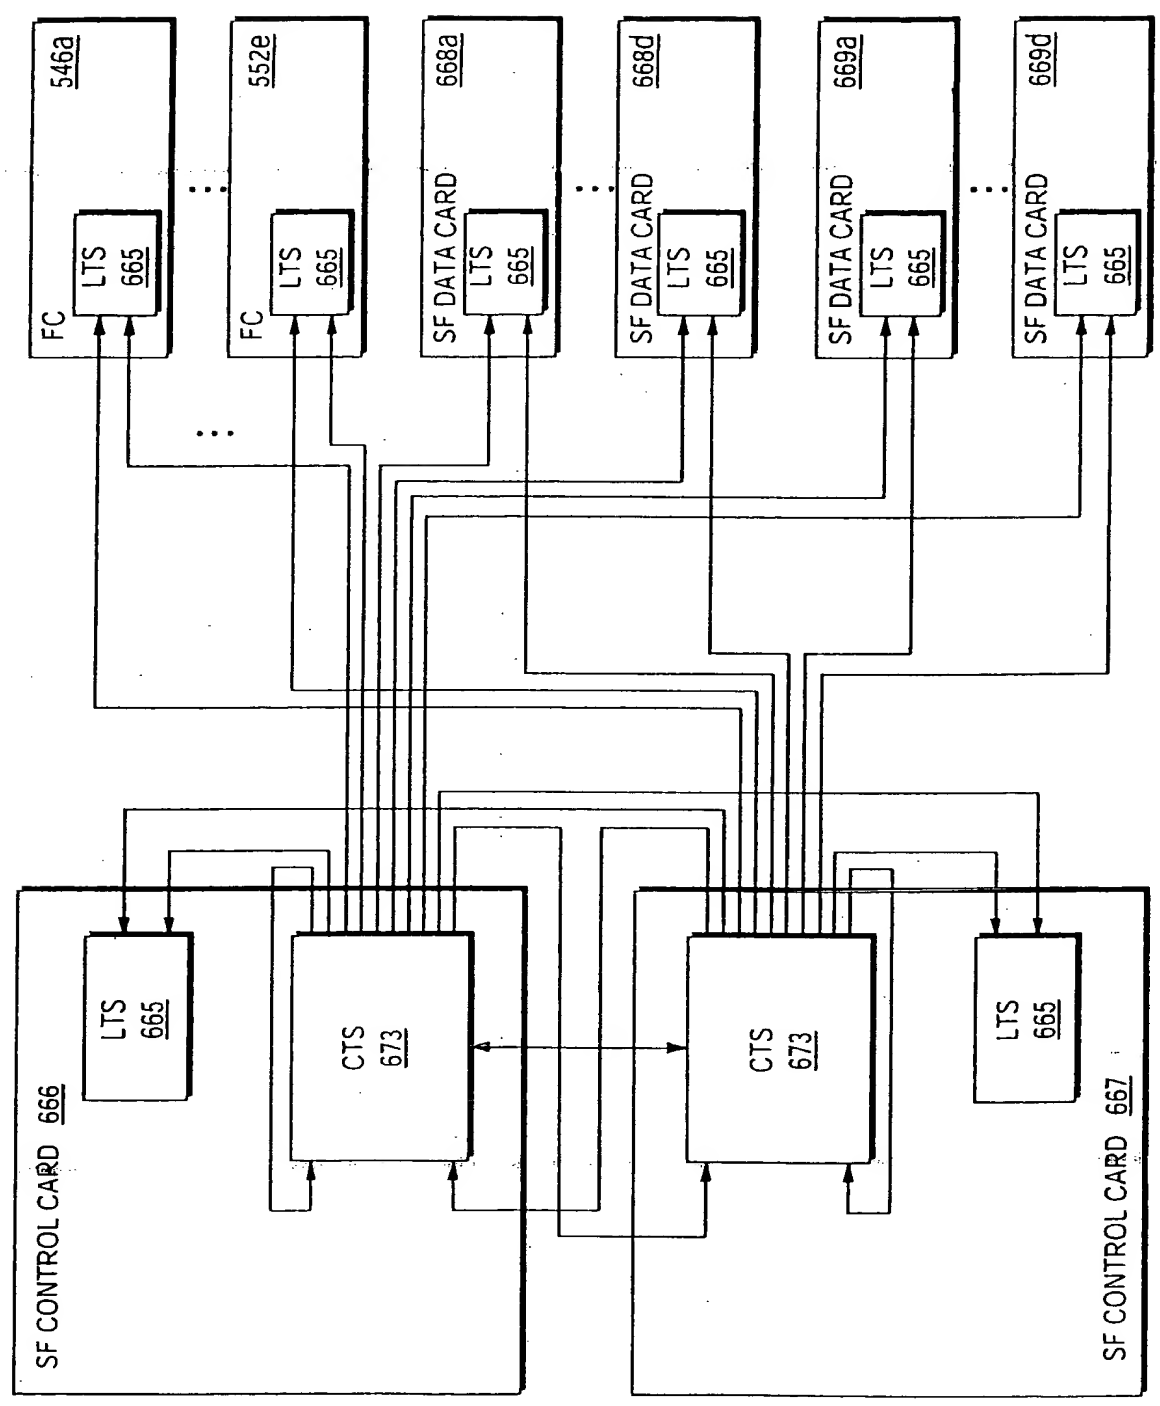 SF CONTROL CARD 666
LTS
665
CTS
673
SF CONTROL CARD 667
CTS
673
LTS
665
FC
546a
LTS
665
...
...
FC
552e
LTS
665
SF DATA CARD
668a
LTS
665
...
SF DATA CARD
668d
LTS
665
SF DATA CARD
669a
LTS
665
...
SF DATA CARD
669d
LTS
665